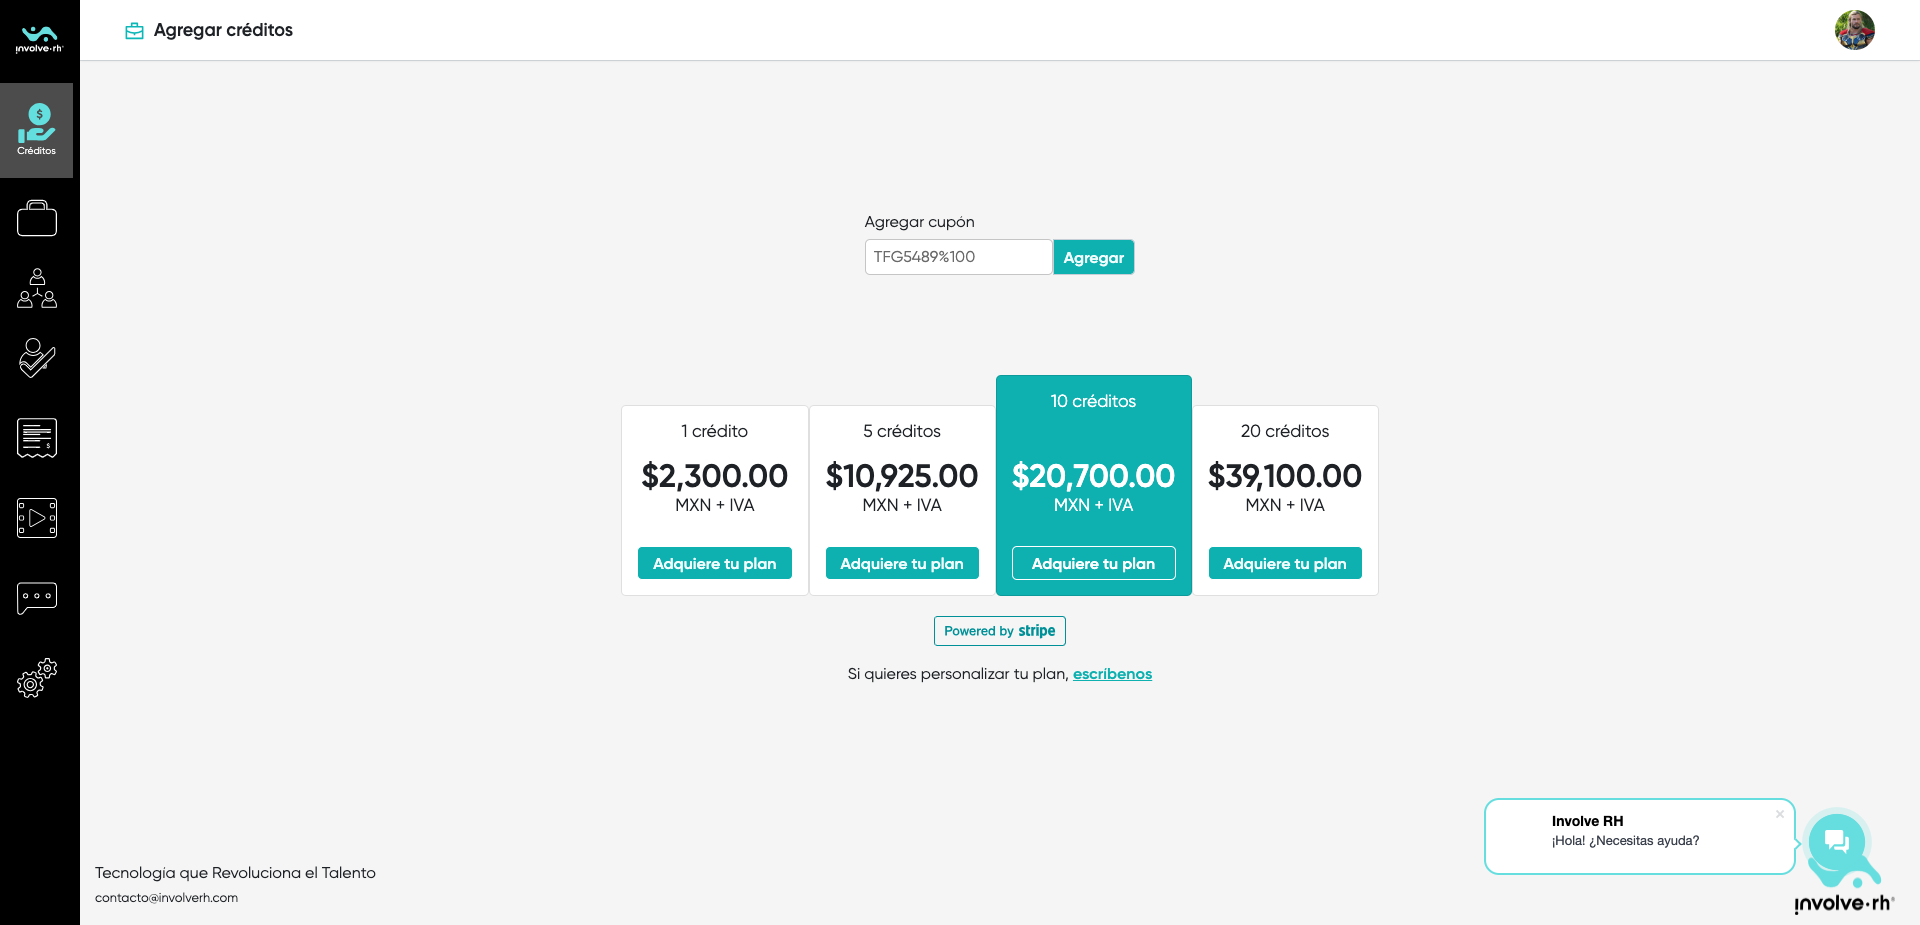 involve·rh
Agregar créditos
Créditos
Agregar cupón
TFG5489%100
Agregar
1 crédito
$2,300.00
MXN + IVA
Adquiere tu plan
5 créditos
$10,925.00
MXN + IVA
Adquiere tu plan
10 créditos
$20,700.00
MXN + IVA
Adquiere tu plan
20 créditos
$39,100.00
MXN + IVA
Adquiere tu plan
Powered by stripe
Si quieres personalizar tu plan, escríbenos
Involve RH
¡Hola! ¿Necesitas ayuda?
Tecnología que Revoluciona el Talento
contacto@involverh.com
involve·rh®